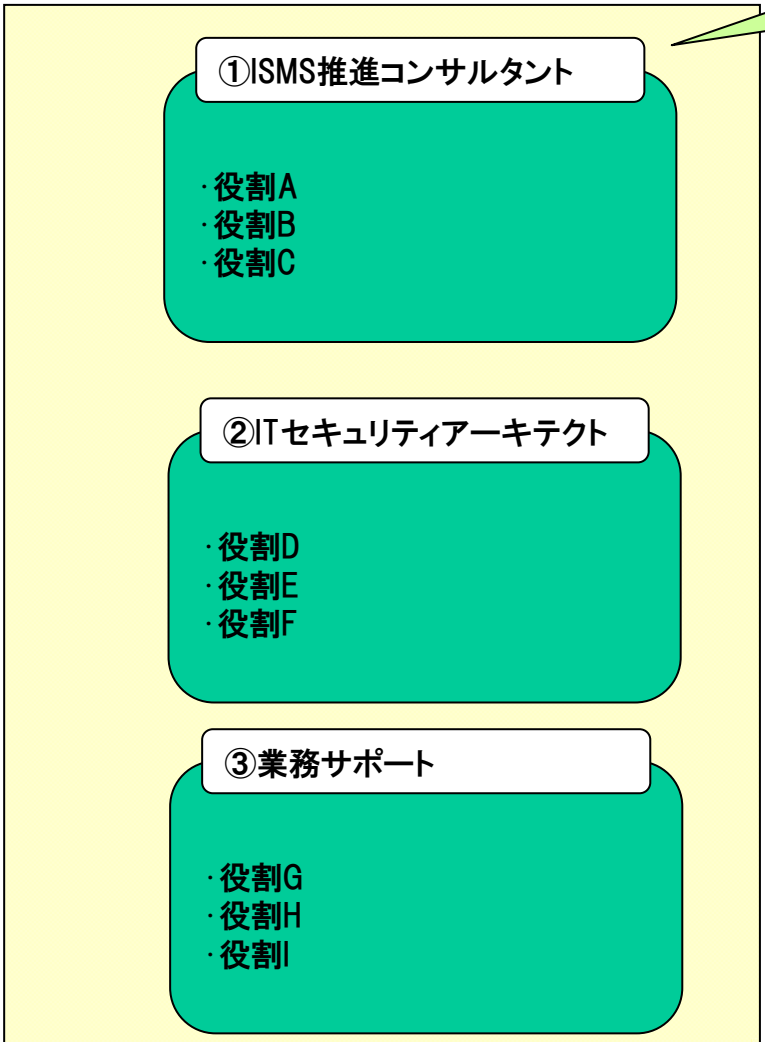 ①ISMS推進コンサルタント
・役割A
・役割B
・役割C
②ITセキュリティアーキテクト
・役割D
・役割E
・役割F
③業務サポート
・役割G
・役割H
・役割I